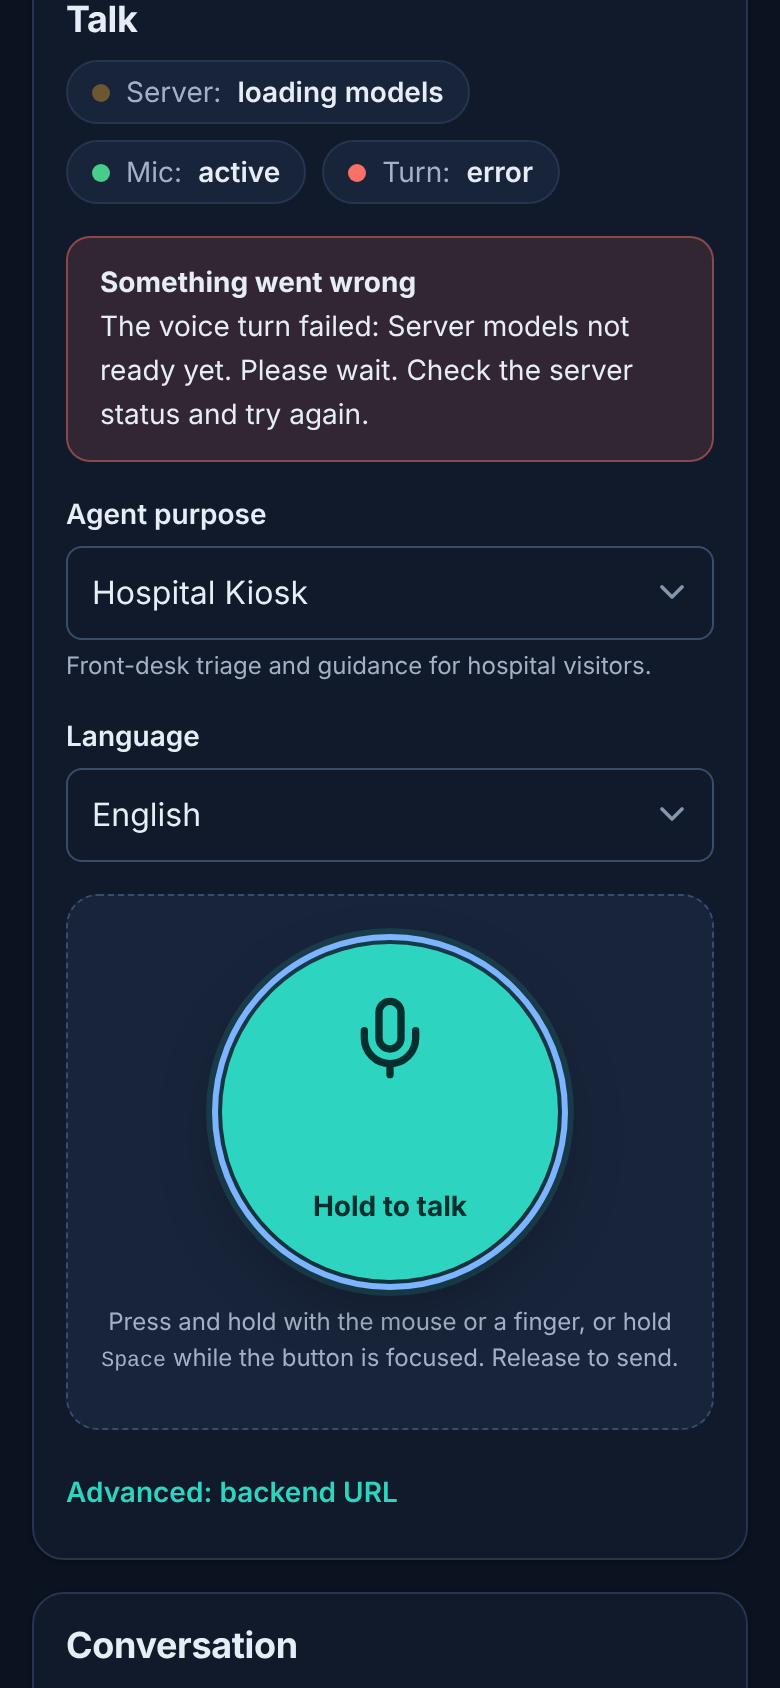 Talk
Server: loading models
Mic: active
Turn: error
Something went wrong
The voice turn failed: Server models not
ready yet. Please wait. Check the server
status and try again.
Agent purpose
Hospital Kiosk
Front-desk triage and guidance for hospital visitors.
Language
English
Hold to talk
Press and hold with the mouse or a finger, or hold
Space while the button is focused. Release to send.
Advanced: backend URL
Conversation